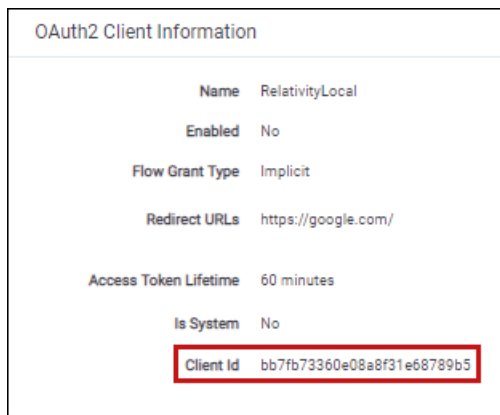 OAuth2 Client Information
Name RelativityLocal
Enabled No
Flow Grant Type Implicit
Redirect URLs https://google.com/
Access Token Lifetime 60 minutes
Is System No
Client Id bb7fb73360e08a8f31e68789b5